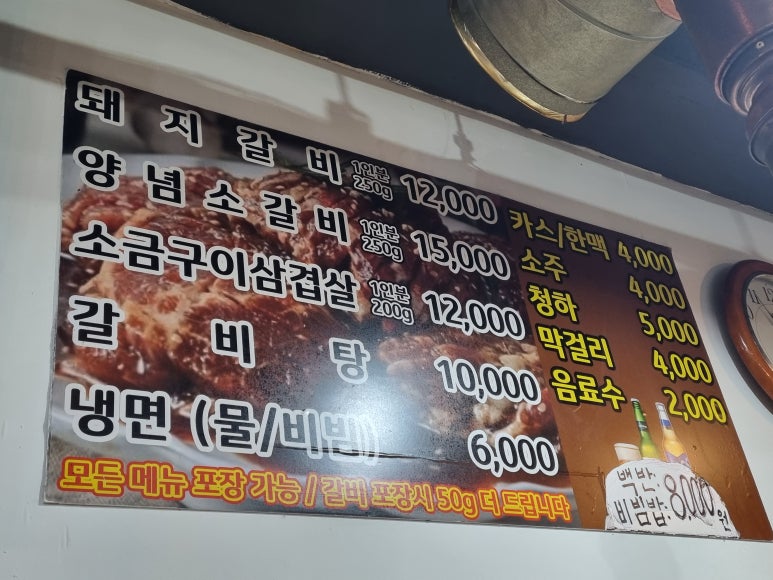 돼지갈비 1인분 250g 12,000
양념소갈비 1인분 250g 15,000
소금구이삼겹살 1인분 200g 12,000
갈비탕 10,000
냉면 (물/비빔) 6,000
모든 메뉴 포장 가능 / 갈비 포장시 50g 더 드립니다
카스/한맥 4,000
소주 4,000
청하 5,000
막걸리 4,000
음료수 2,000
백반:
비빔밥: 8,000원